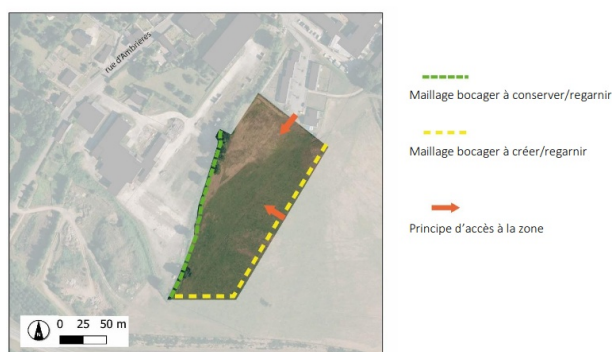 rue d'Ambrières
Maillage bocager à conserver/regarnir
Maillage bocager à créer/regarnir
Principe d'accès à la zone
N 0 25 50 m